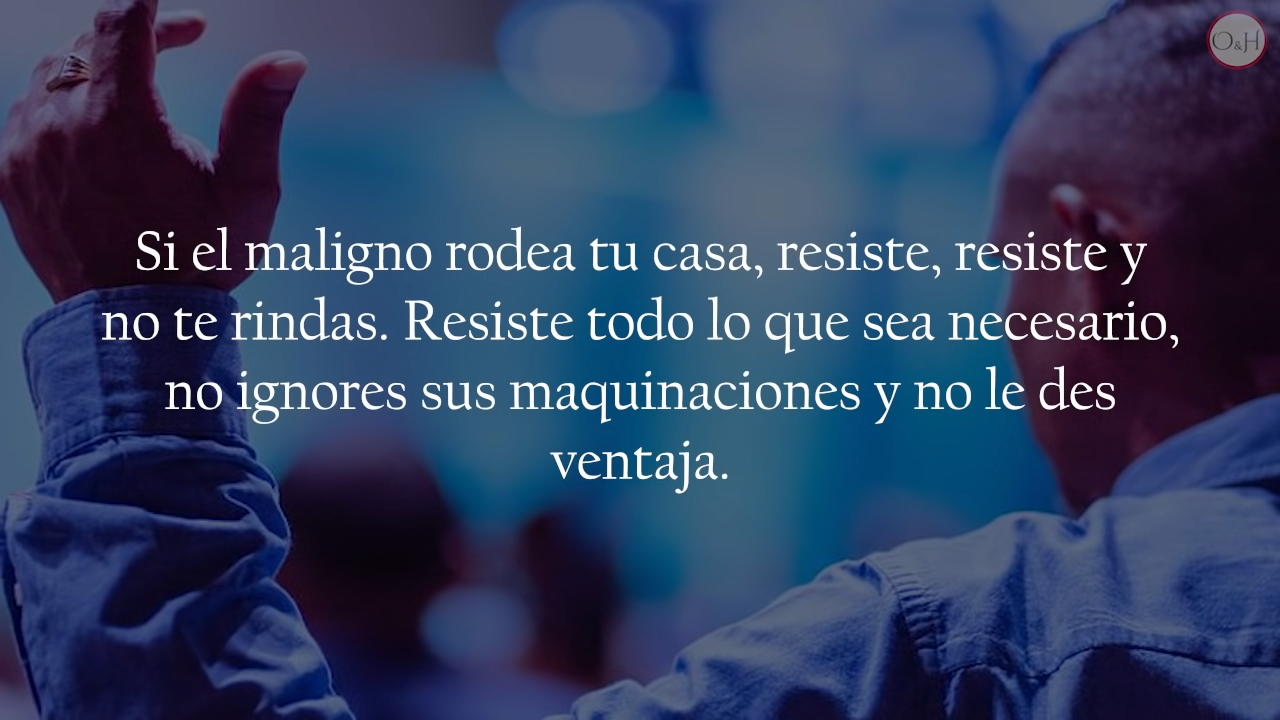 O&H
Si el maligno rodea tu casa, resiste, resiste y
no te rindas. Resiste todo lo que sea necesario,
no ignores sus maquinaciones y no le des
ventaja.